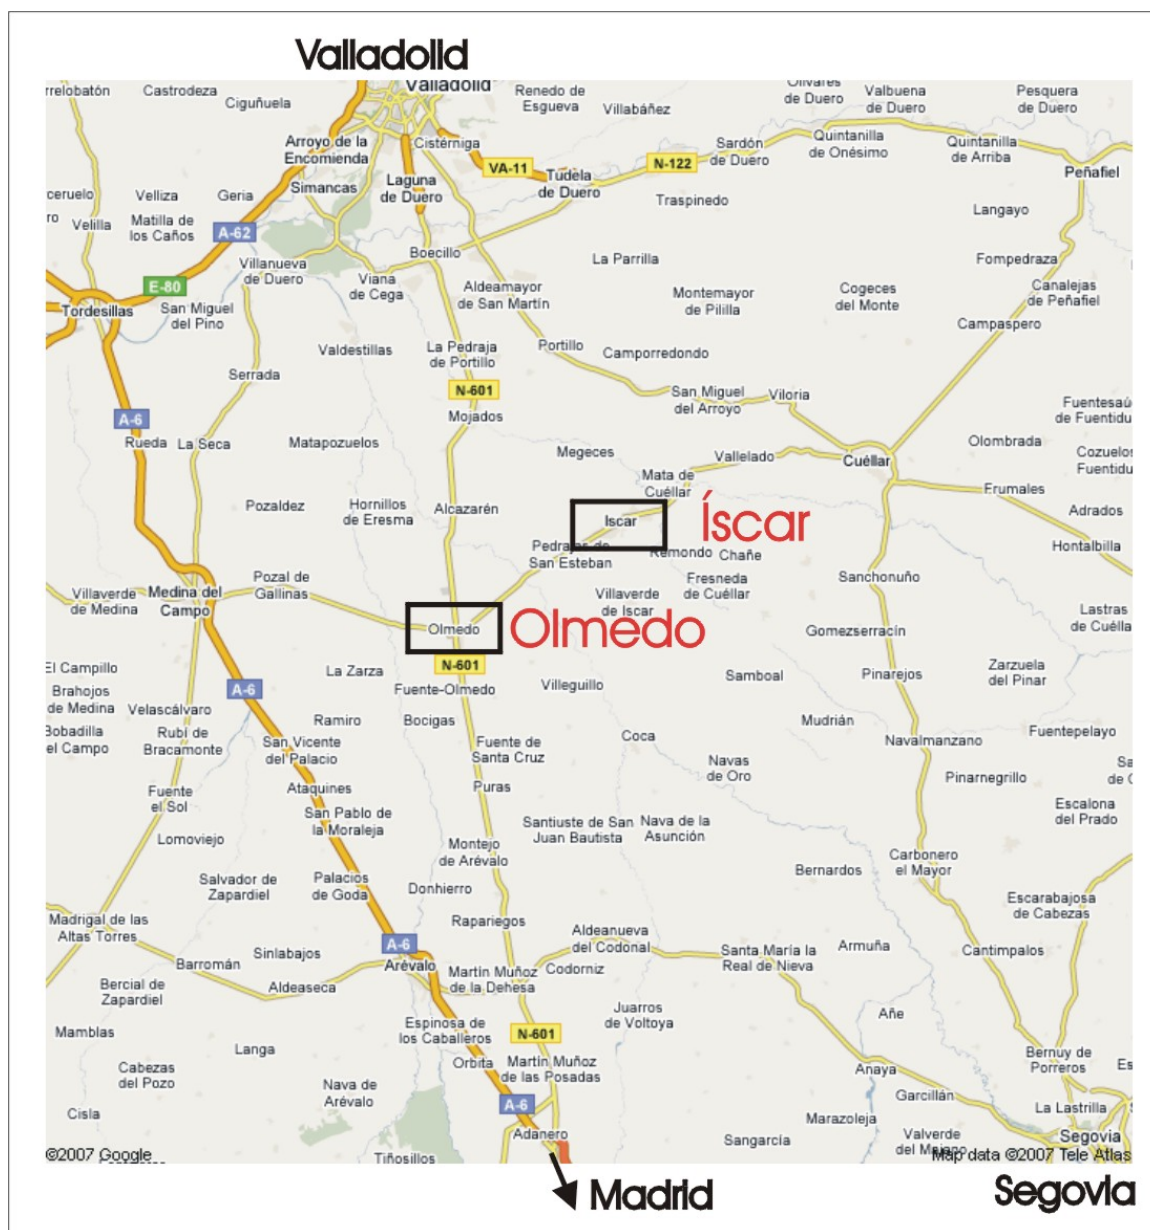 Valladolid
Valladolid
rrelobatón
Castrodeza
Ciguñuela
Renedo de
Esgueva
Villabáñez
Olivares
de Duero
Valbuena
de Duero
Pesquera
de Duero
Arroyo de la
Encomienda
Cistérniga
Sardón
de Duero
Quintanilla
de Onésimo
Quintanilla
de Arriba
Peñafiel
VA-11
N-122
Tudela
de Duero
Simancas
Laguna
de Duero
ceruelo
Velliza
Geria
Traspinedo
Langayo
ro
Velilla
Matilla de
los Caños
A-62
Boecillo
La Parrilla
Fompedraza
Villanueva
de Duero
Viana
de Cega
Aldeamayor
de San Martín
Montemayor
de Pililla
Cogeces
del Monte
Canalejas
de Peñafiel
E-80
Tordesillas
San Miguel
del Pino
Campaspero
Valdestillas
La Pedraja
de Portillo
Portillo
Camporredondo
Serrada
N-601
San Miguel
del Arroyo
Viloria
Fuentesaú
de Fuentidu
A-6
Mojados
Rueda
La Seca
Matapozuelos
Megeces
Vallelado
Cuéllar
Olombrada
Cozuelos
Fuentidu
Mata de
Cuéllar
Frumales
Pozaldez
Hornillos
de Eresma
Alcazarén
Iscar
Íscar
Adrados
Pedrajas de
San Esteban
Remondo
Chañe
Hontalbilla
Villaverde
de Medina
Medina del
Campo
Pozal de
Gallinas
Villaverde
de Iscar
Fresneda
de Cuéllar
Sanchonuño
Lastras
de Cuélla
Olmedo
Olmedo
Gomezserracín
N-601
El Campillo
La Zarza
Fuente-Olmedo
Villeguillo
Samboal
Pinarejos
Zarzuela
del Pinar
Brahojos
de Medina
Velascálvaro
A-6
Bobadilla
el Campo
Rubí de
Bracamonte
Ramiro
Bocigas
Mudrián
San Vicente
del Palacio
Fuente de
Santa Cruz
Coca
Navalmanzano
Fuentepelayo
Navas
de Oro
Sa
de C
Fuente
el Sol
Ataquines
Puras
Pinarnegrillo
San Pablo de
la Moraleja
Santiuste de San
Juan Bautista
Nava de la
Asunción
Escalona
del Prado
Lomoviejo
Montejo
de Arévalo
Carbonero
el Mayor
Salvador de
Zapardiel
Palacios
de Goda
Donhierro
Bernardos
Escarabajosa
de Cabezas
Madrigal de las
Altas Torres
Rapariegos
Aldeanueva
del Codonal
Santa María la
Real de Nieva
Armuña
Cantimpalos
A-6
Sinlabajos
Barromán
Arévalo
Martín Muñoz
de la Dehesa
Codorniz
Bercial de
Zapardiel
Aldeaseca
Juarros
de Voltoya
Añe
Mamblas
Espinosa de
los Caballeros
N-601
Langa
Orbita
Martín Muñoz
de las Posadas
Bernuy de
Porreros
Es
Cabezas
del Pozo
Nava de
Arévalo
Anaya
Garcillán
A-6
Cisla
Marazoleja
La Lastrilla
Adanero
Sangarcía
Valverde
del Majano
Segovia
Tiñosillos
©2007 Google
Map data ©2007 Tele Atlas
Madrid
Segovia